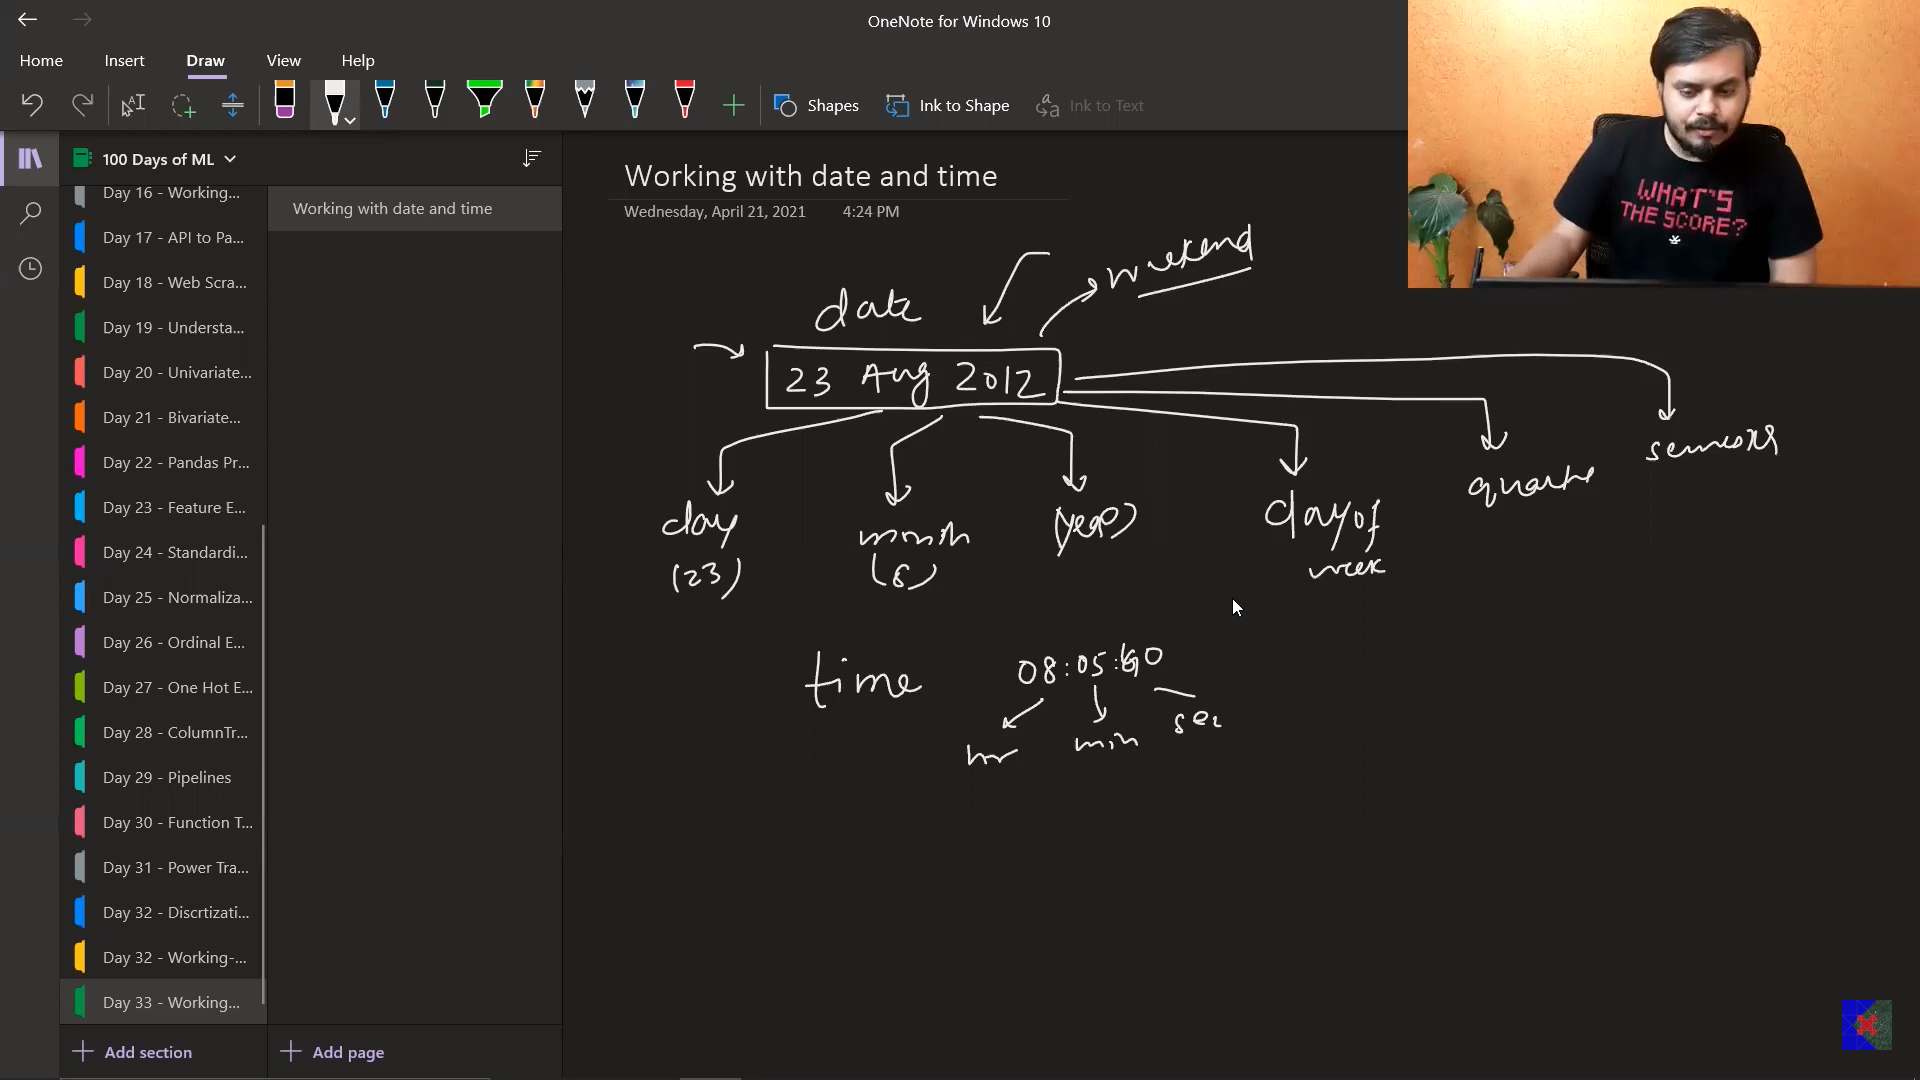 OneNote for Windows 10
Home Insert Draw View Help
Shapes Ink to Shape Ink to Text
100 Days of ML
Day 16 - Working...
Day 17 - API to Pa...
Day 18 - Web Scra...
Day 19 - Understa...
Day 20 - Univariate...
Day 21 - Bivariate...
Day 22 - Pandas Pr...
Day 23 - Feature E...
Day 24 - Standardi...
Day 25 - Normaliza...
Day 26 - Ordinal E...
Day 27 - One Hot E...
Day 28 - ColumnTr...
Day 29 - Pipelines
Day 30 - Function T...
Day 31 - Power Tra...
Day 32 - Discrtizati...
Day 32 - Working-...
Day 33 - Working...
Add section
Working with date and time
Add page
Working with date and time
Wednesday, April 21, 2021 4:24 PM
weekend
date
23 Aug 2012
day
(23)
month
year
day of
week
time
08:05:
hr
min
sec
WHAT'S
THE SCORE?